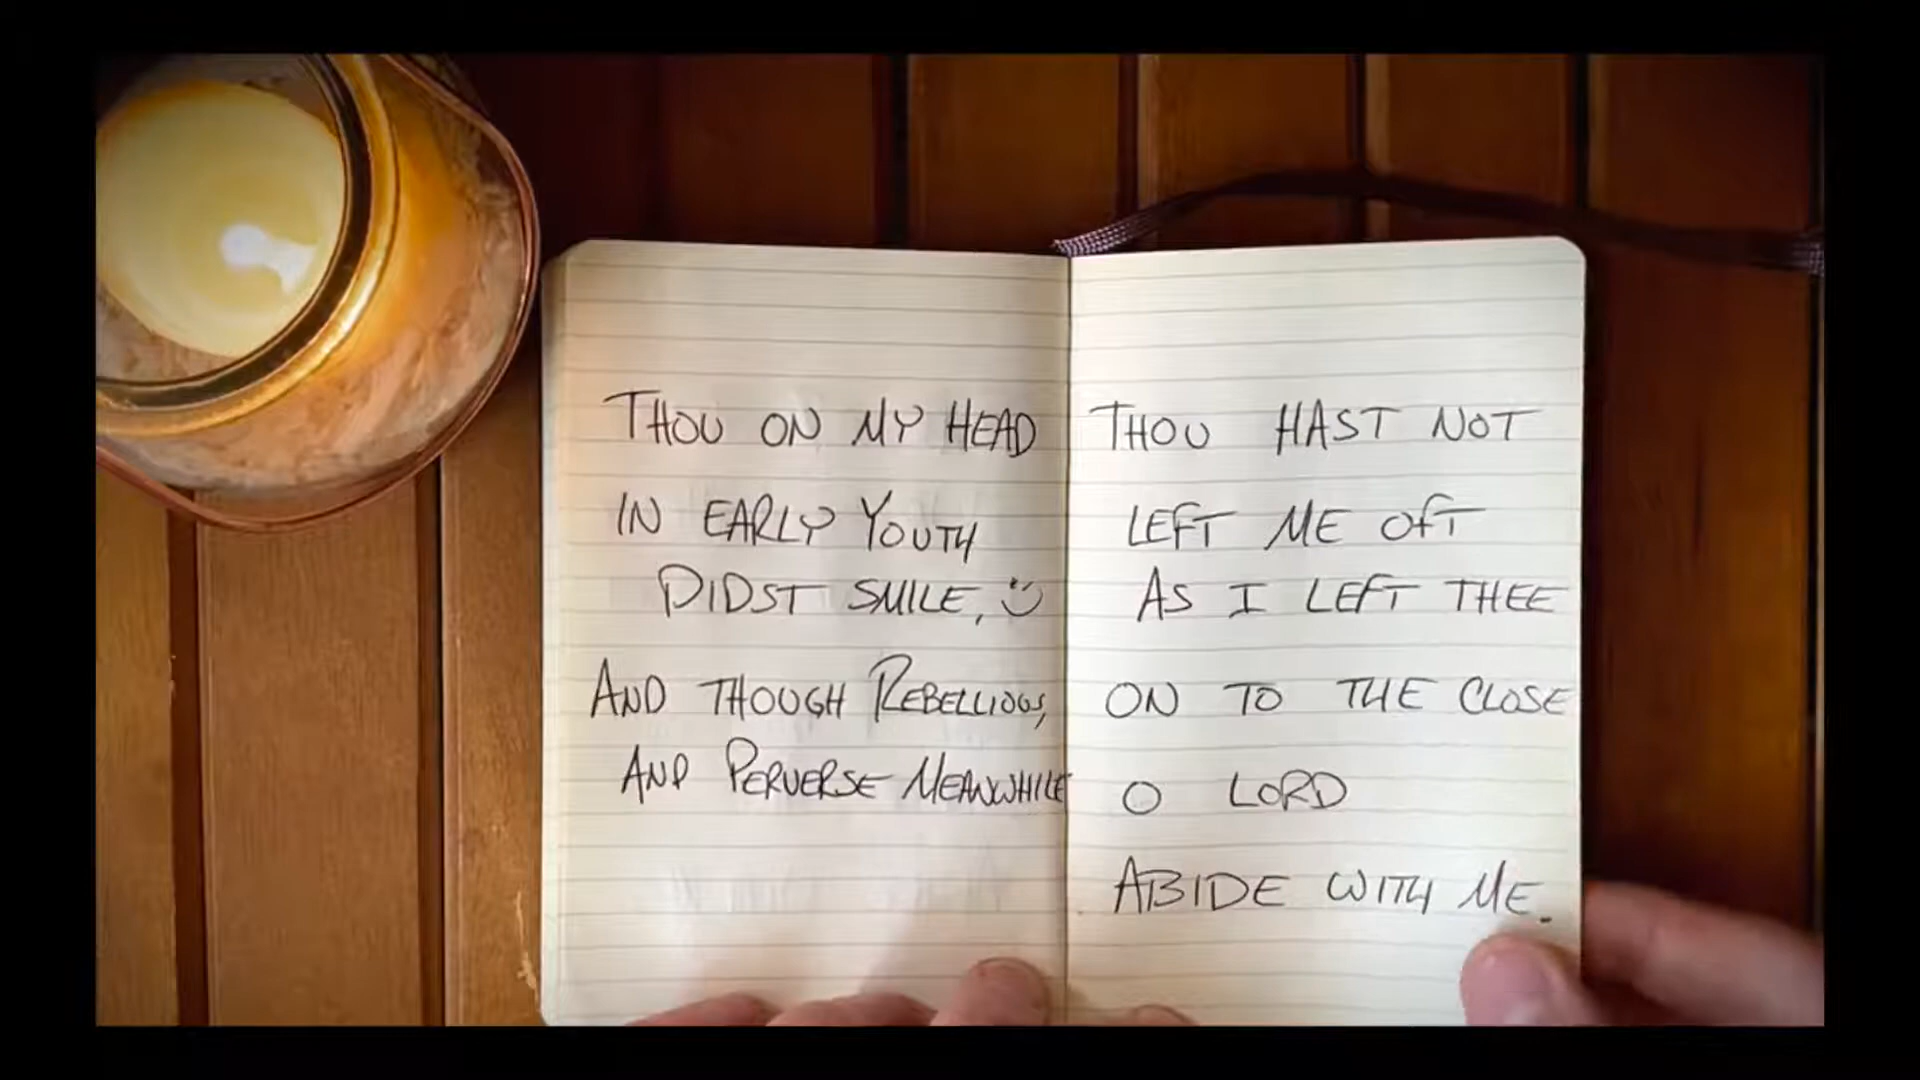 THOU ON MY HEAD
IN EARLY YOUTH
DIDST SMILE, :)
AND THOUGH REBELLIOUS,
AND PERVERSE MEANWHILE
THOU HAST NOT
LEFT ME OFT
AS I LEFT THEE
ON TO THE CLOSE
O LORD
ABIDE WITH ME.